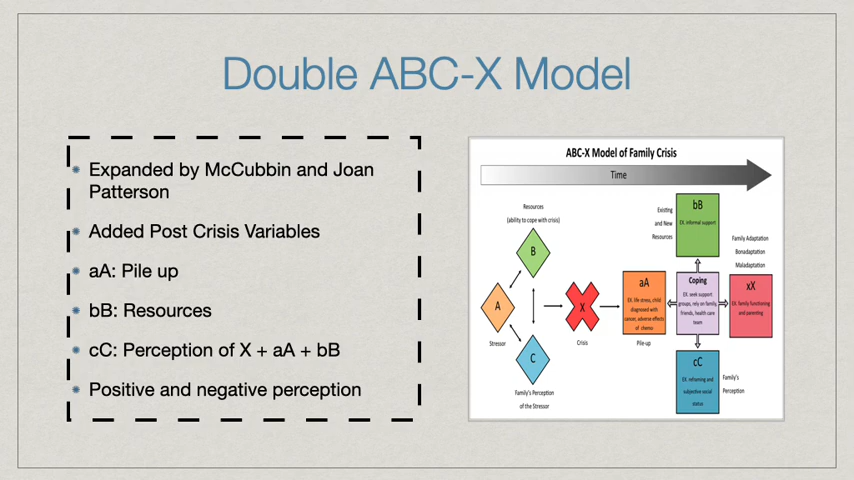 Double ABC-X Model
Expanded by McCubbin and Joan
Patterson
Added Post Crisis Variables
aA: Pile up
bB: Resources
cC: Perception of X + aA + bB
Positive and negative perception
ABC-X Model of Family Crisis
Time
Resources
(ability to cope with crisis)
B
A
Stressor
C
Family's Perception
of the Stressor
X
Crisis
aA
EX. life stress, child
diagnosed with
cancer, adverse effects
of chemo
Pile-up
Existing
and New
Resources
bB
EX. informal support
Coping
EX. seek support
groups, rely on family,
friends, health care
team
cC
EX. reframing and
subjective social
status
Family's
Perception
Family Adaptation
Bonadaptation
Maladaptation
xX
EX. family functioning
and parenting